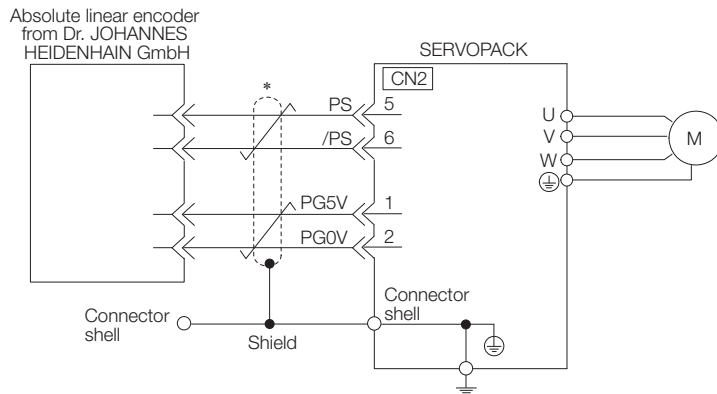 Absolute linear encoder
from Dr. JOHANNES
HEIDENHAIN GmbH
SERVOPACK
CN2
*
PS 5
/PS 6
PG5V 1
PG0V 2
U
V
W
M
Connector
shell
Shield
Connector
shell